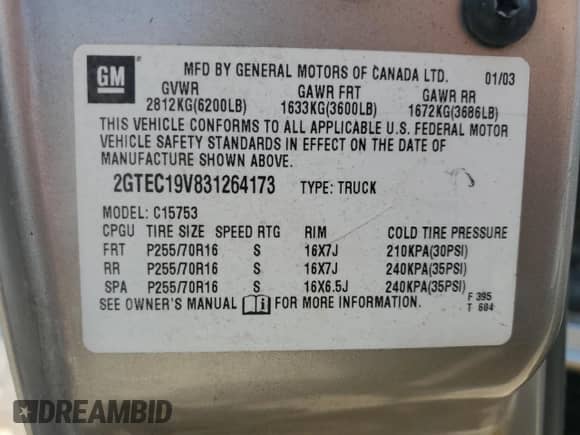 GM
MFD BY GENERAL MOTORS OF CANADA LTD. 01/03
GVWR GAWR FRT GAWR RR
2812KG(6200LB) 1633KG(3600LB) 1672KG(3686LB)
THIS VEHICLE CONFORMS TO ALL APPLICABLE U.S. FEDERAL MOTOR
VEHICLE SAFETY STANDARDS IN EFFECT ON THE DATE OF
MANUFACTURE SHOWN ABOVE.
2GTEC19V831264173 TYPE: TRUCK
MODEL: C15753
CPGU TIRE SIZE SPEED RTG RIM COLD TIRE PRESSURE
FRT P255/70R16 S 16X7J 210KPA(30PSI)
RR P255/70R16 S 16X7J 240KPA(35PSI)
SPA P255/70R16 S 16X6.5J 240KPA(35PSI)
SEE OWNER'S MANUAL FOR MORE INFORMATION.
F 395
T 604
DREAMBID